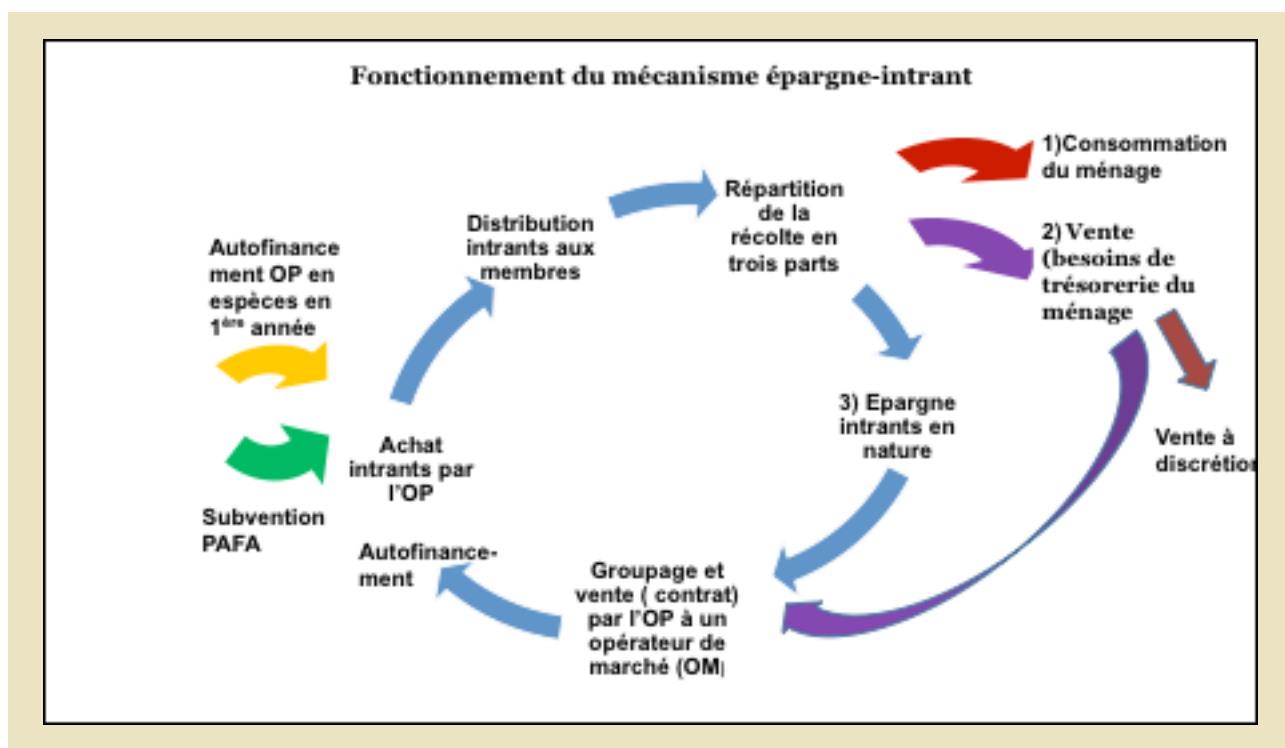 Fonctionnement du mécanisme épargne-intrant
1)Consommation
du ménage
Répartition
de la
récolte en
trois parts
Distribution
intrants aux
membres
2) Vente
(besoins de
trésorerie du
ménage
Autofinance
ment OP en
espèces en
1ère année
3) Epargne
intrants en
nature
Vente à
discrétion
Achat
intrants par
l'OP
Subvention
PAFA
Autofinance-
ment
Groupage et
vente ( contrat)
par l'OP à un
opérateur de
marché (OM)